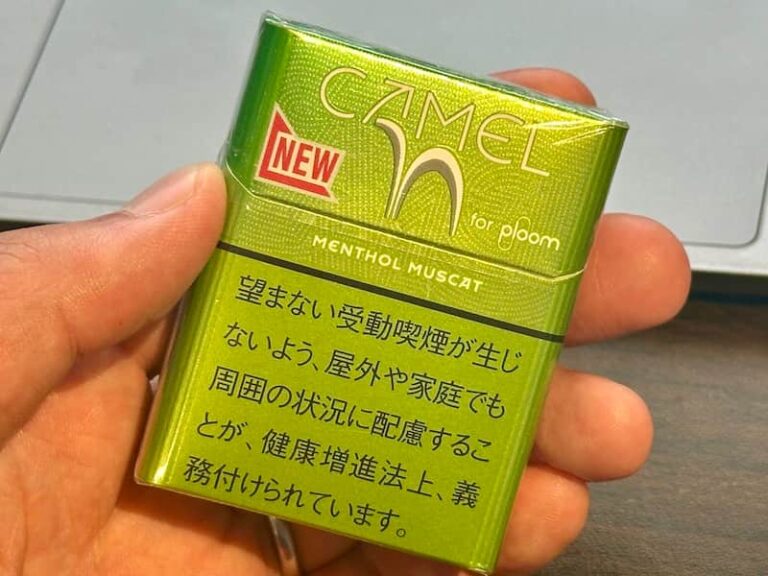 CAMEL
NEW
for ploom
MENTHOL MUSCAT
望まない受動喫煙が生じ
ないよう、屋外や家庭でも
周囲の状況に配慮するこ
とが、健康増進法上、義
務付けられています。